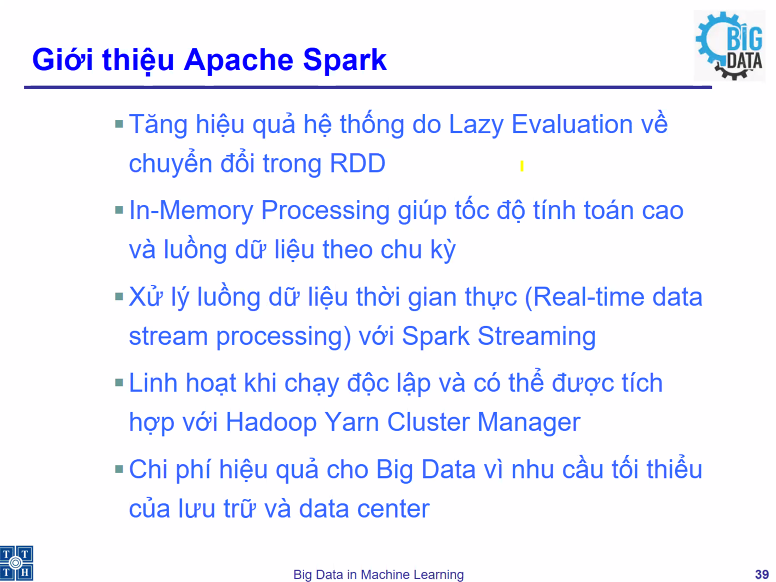 Giới thiệu Apache Spark
BIG
DATA
Tăng hiệu quả hệ thống do Lazy Evaluation về
chuyển đổi trong RDD
In-Memory Processing giúp tốc độ tính toán cao
và luồng dữ liệu theo chu kỳ
Xử lý luồng dữ liệu thời gian thực (Real-time data
stream processing) với Spark Streaming
Linh hoạt khi chạy độc lập và có thể được tích
hợp với Hadoop Yarn Cluster Manager
Chi phí hiệu quả cho Big Data vì nhu cầu tối thiểu
của lưu trữ và data center
T T
T H
Big Data in Machine Learning
39